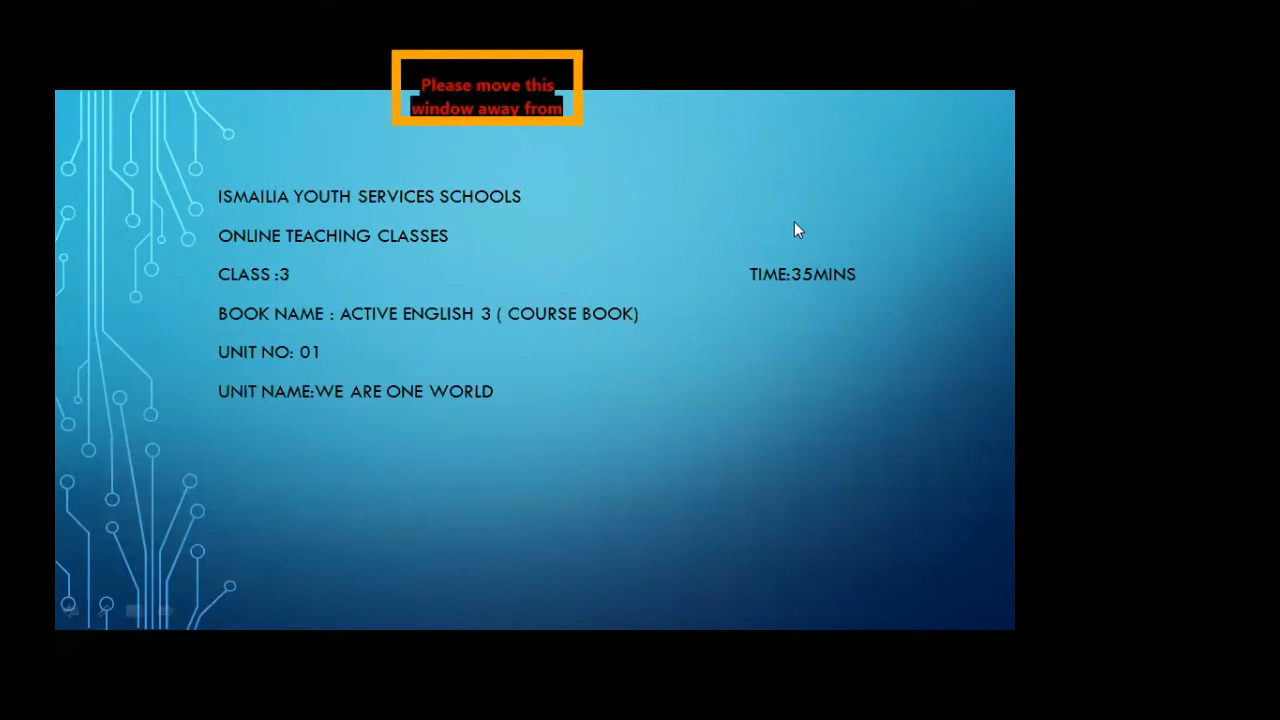 Please move this
window away from
ISMAILIA YOUTH SERVICES SCHOOLS
ONLINE TEACHING CLASSES
CLASS :3 TIME:35MINS
BOOK NAME : ACTIVE ENGLISH 3 ( COURSE BOOK)
UNIT NO: 01
UNIT NAME:WE ARE ONE WORLD